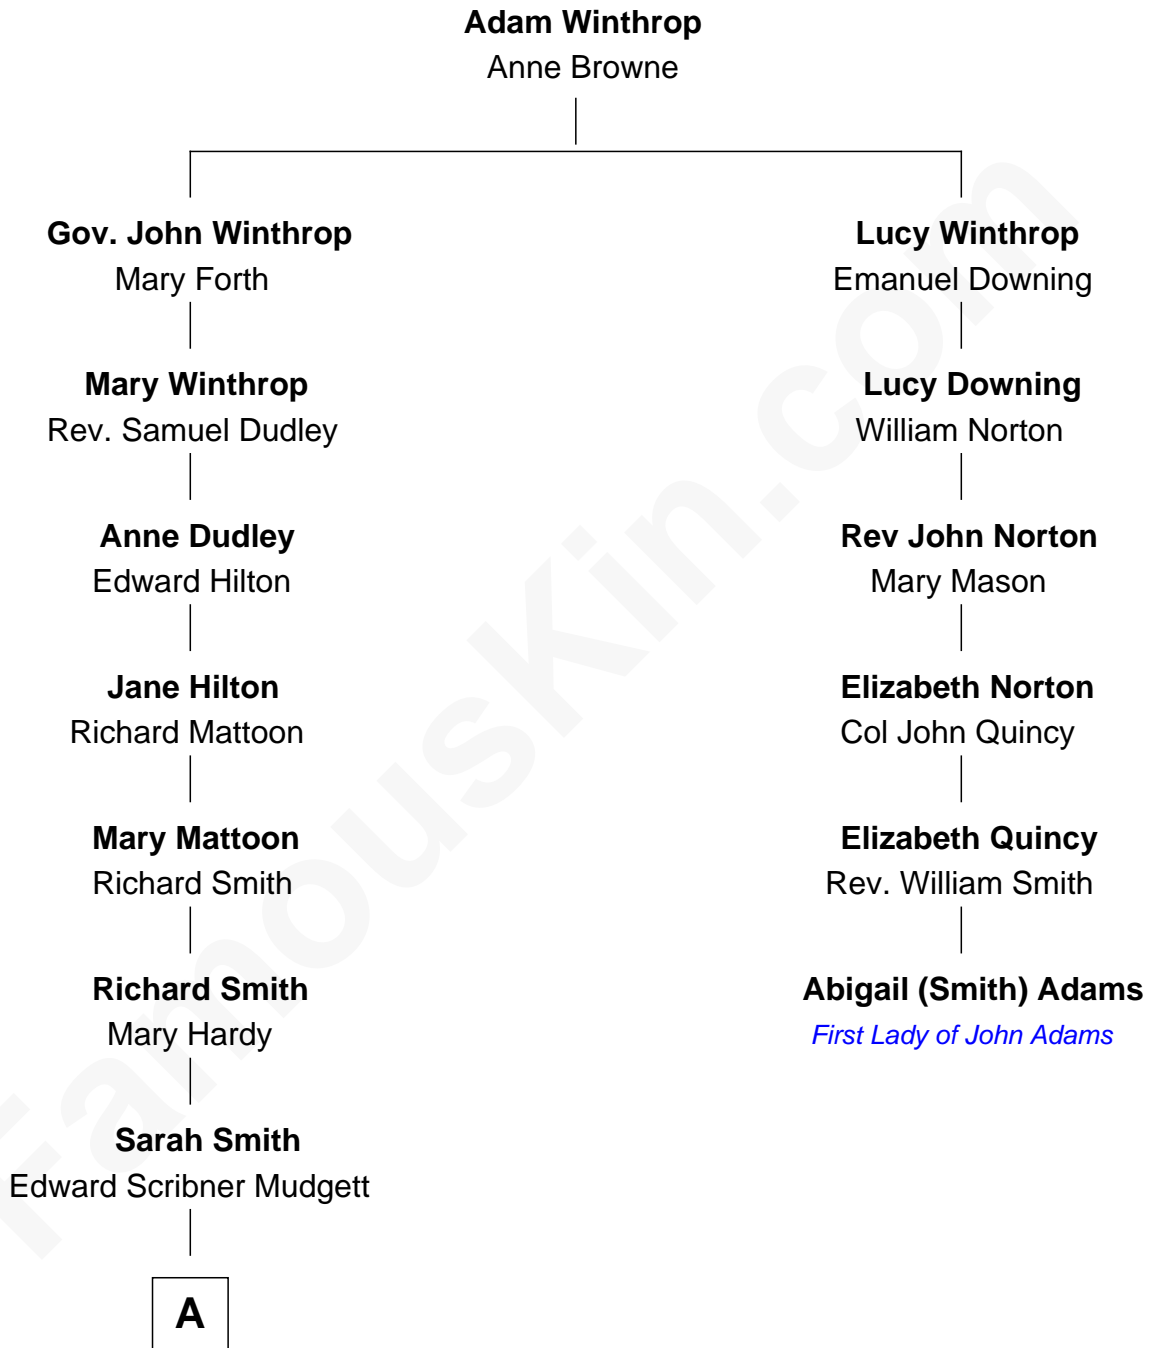 Adam Winthrop
Anne Browne
Gov. John Winthrop
Mary Forth
Mary Winthrop
Rev. Samuel Dudley
Anne Dudley
Edward Hilton
Jane Hilton
Richard Mattoon
Mary Mattoon
Richard Smith
Richard Smith
Mary Hardy
Sarah Smith
Edward Scribner Mudgett
A
Lucy Winthrop
Emanuel Downing
Lucy Downing
William Norton
Rev John Norton
Mary Mason
Elizabeth Norton
Col John Quincy
Elizabeth Quincy
Rev. William Smith
Abigail (Smith) Adams
First Lady of John Adams
FamousKin.com